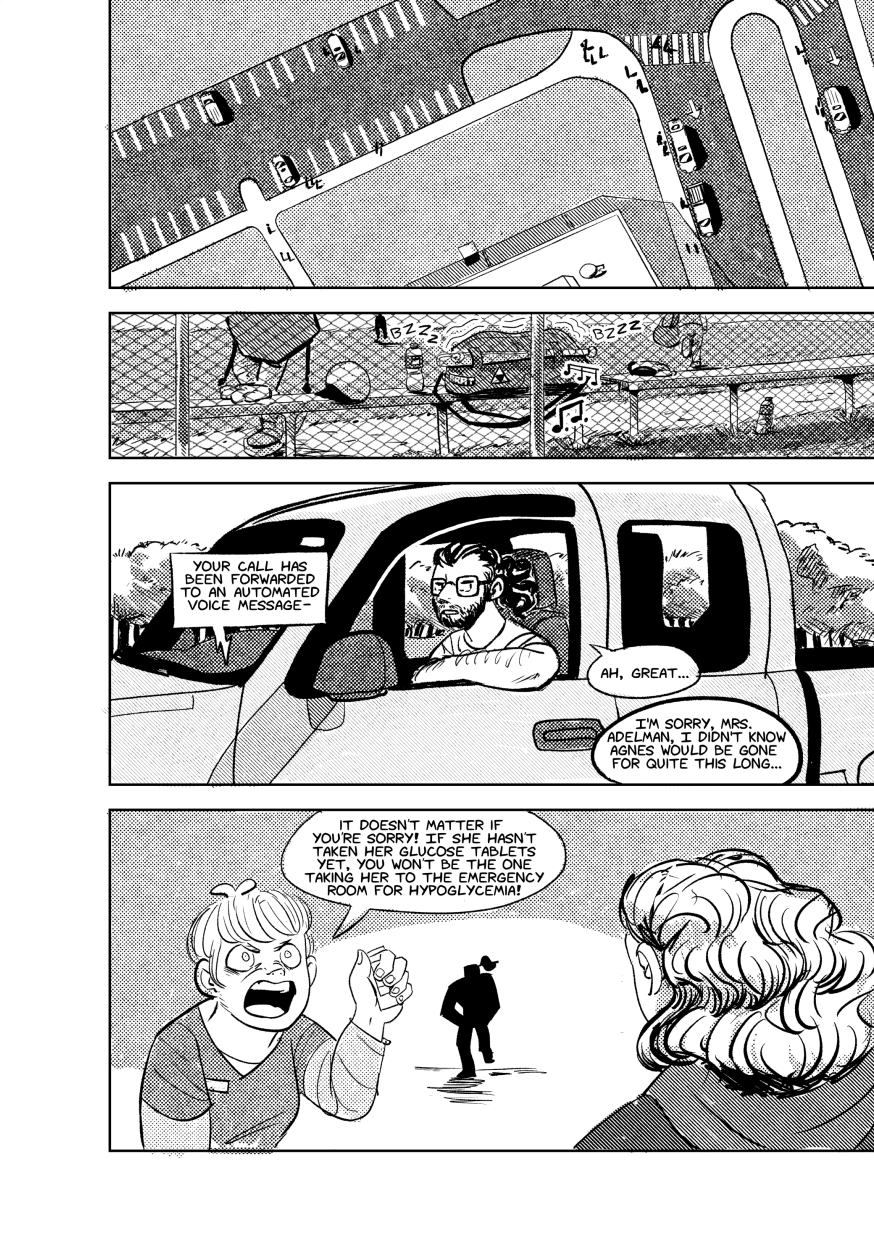 BZZZ
BZZZ
YOUR CALL HAS
BEEN FORWARDED
TO AN AUTOMATED
VOICE MESSAGE-
AH, GREAT...
I'M SORRY, MRS.
ADELMAN, I DIDN'T KNOW
AGNES WOULD BE GONE
FOR QUITE THIS LONG...
IT DOESN'T MATTER IF
YOU'RE SORRY! IF SHE HASN'T
TAKEN HER GLUCOSE TABLETS
YET, YOU WON'T BE THE ONE
TAKING HER TO THE EMERGENCY
ROOM FOR HYPOGLYCEMIA!